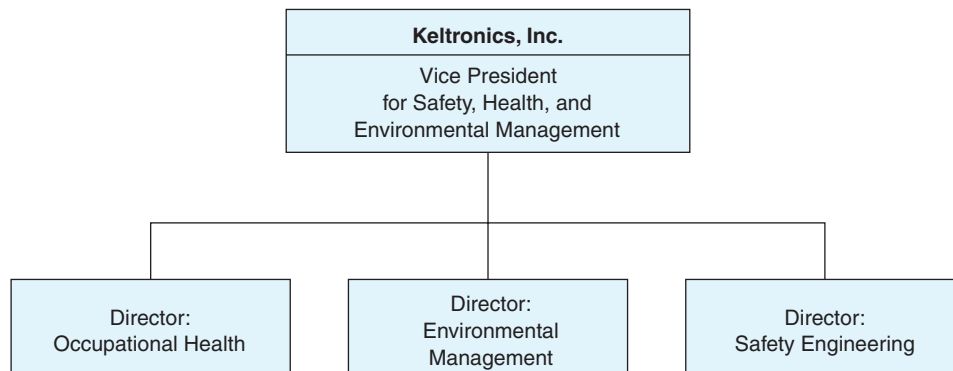 Keltronics, Inc.
Vice President
for Safety, Health, and
Environmental Management
Director:
Occupational Health
Director:
Environmental
Management
Director:
Safety Engineering